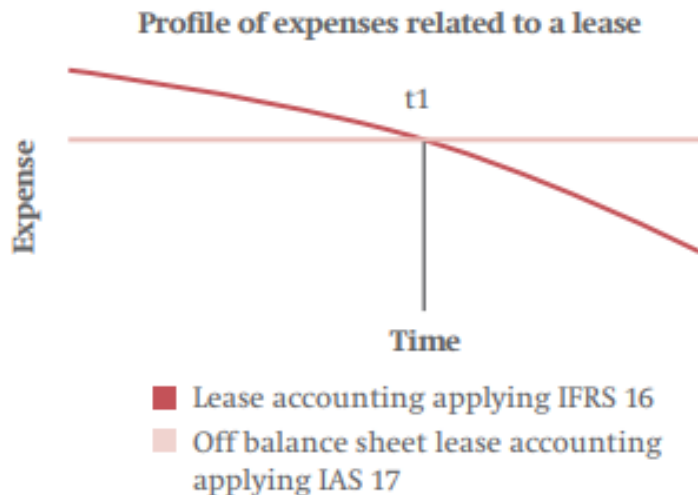 Profile of expenses related to a lease
t1
Expense
Time
Lease accounting applying IFRS 16
Off balance sheet lease accounting
applying IAS 17